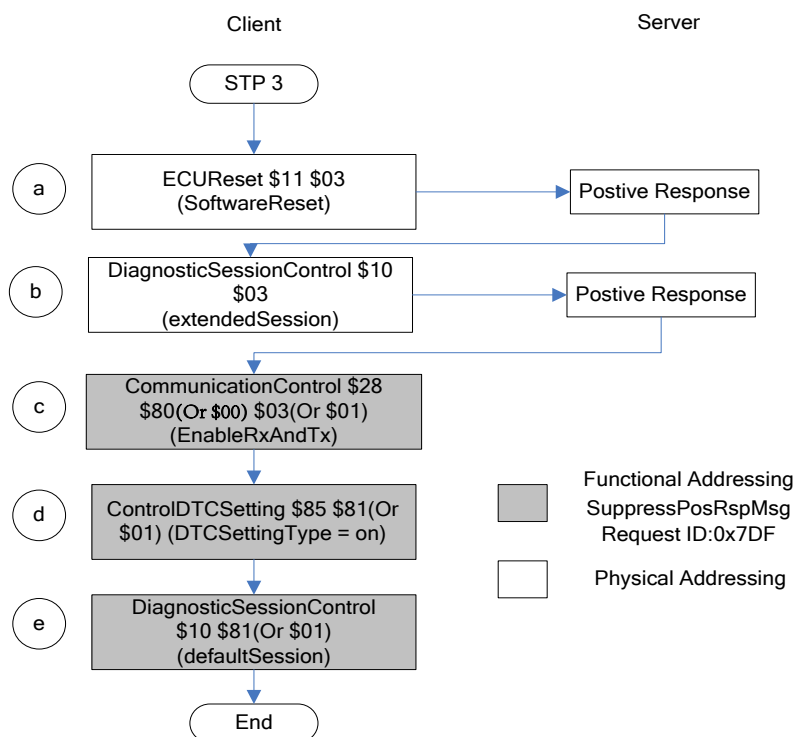 Client
Server
STP 3
a
ECUReset $11 $03
(SoftwareReset)
Postive Response
b
DiagnosticSessionControl $10
$03
(extendedSession)
Postive Response
c
CommunicationControl $28
$80(Or $00) $03(Or $01)
(EnableRxAndTx)
d
ControlDTCSetting $85 $81(Or
$01) (DTCSettingType = on)
Functional Addressing
SuppressPosRspMsg
Request ID:0x7DF
Physical Addressing
e
DiagnosticSessionControl
$10 $81(Or $01)
(defaultSession)
End